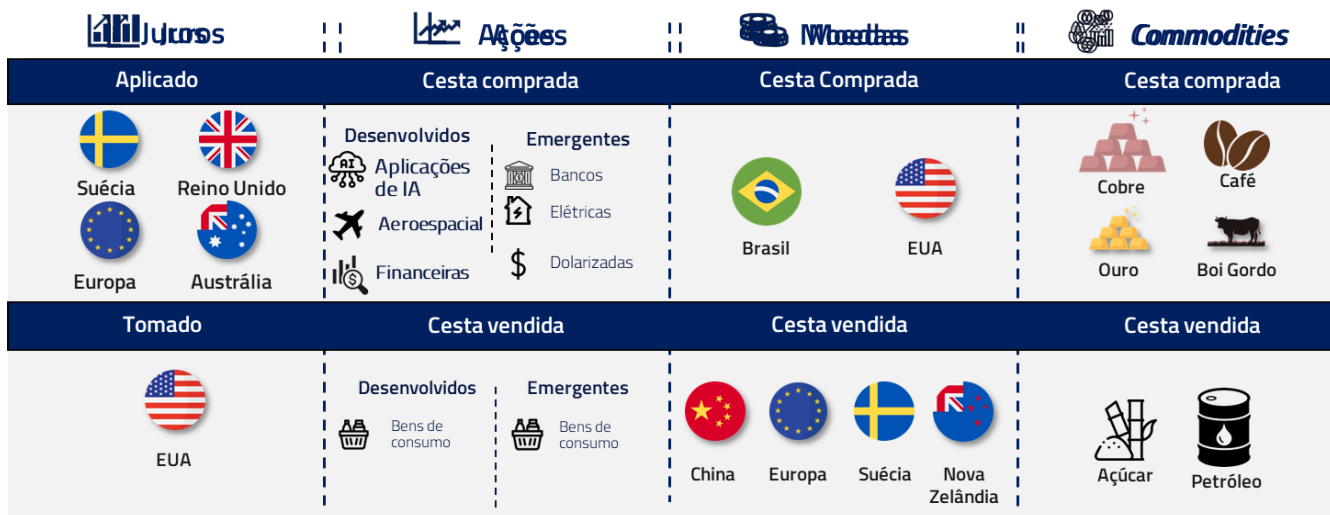 Juros
Ações
Moedas
Commodities
Aplicado
Cesta comprada
Cesta Comprada
Cesta comprada
Suécia
Reino Unido
Europa
Austrália
Desenvolvidos
AI
Aplicações
de IA
Aeroespacial
$
Financeiras
Emergentes
Bancos
Elétricas
$
Dolarizadas
Brasil
EUA
Cobre
Café
Ouro
Boi Gordo
Tomado
Cesta vendida
Cesta vendida
Cesta vendida
EUA
Desenvolvidos
Bens de
consumo
Emergentes
Bens de
consumo
China
Europa
Suécia
Nova
Zelândia
Açúcar
Petróleo